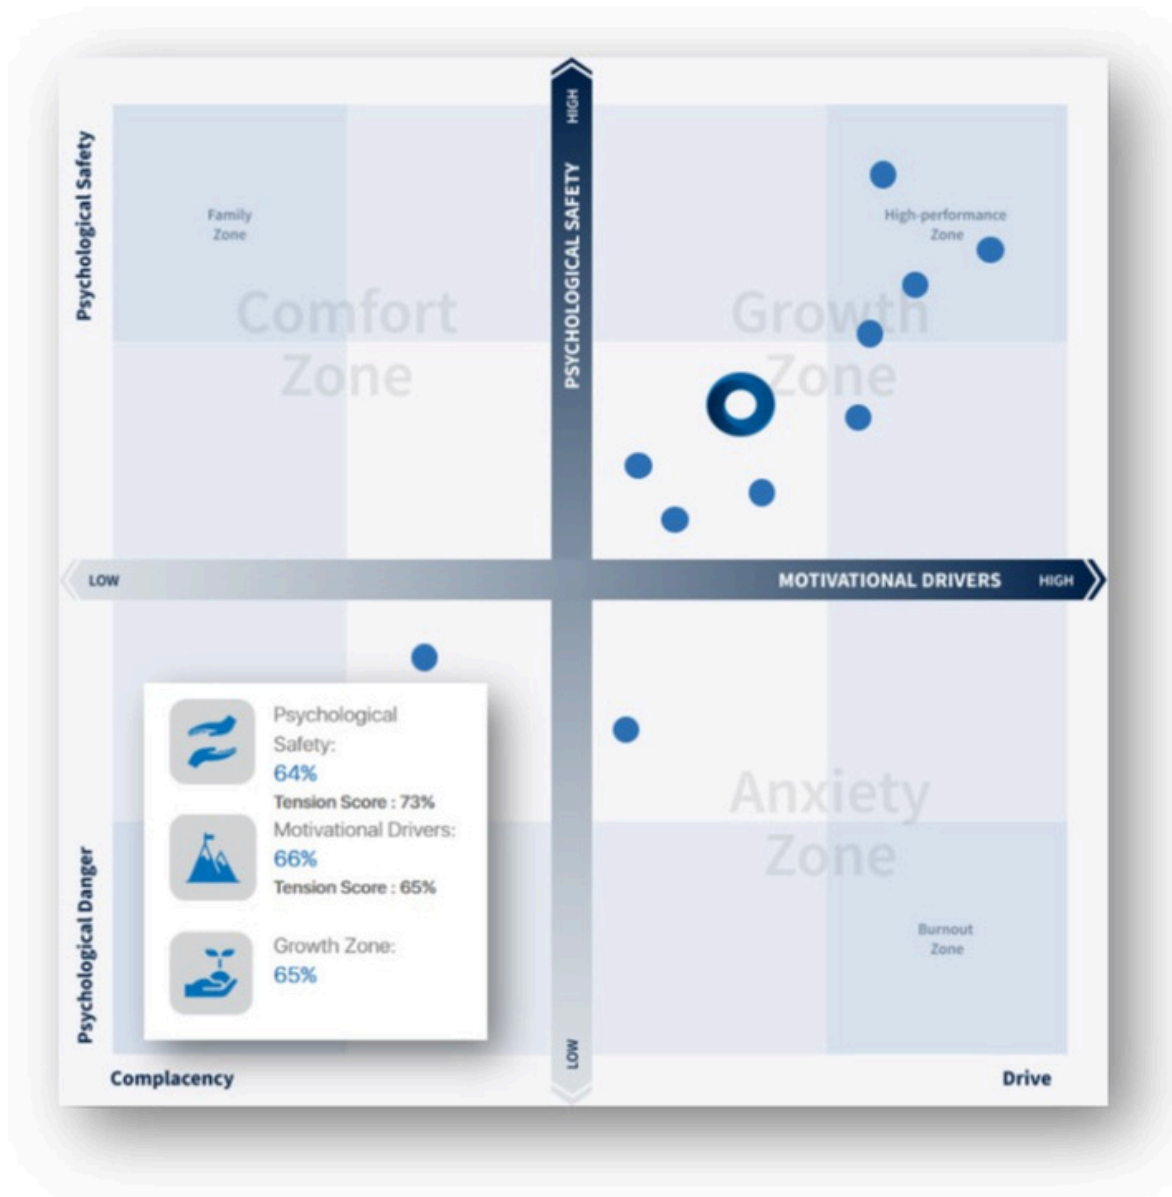 HIGH
PSYCHOLOGICAL SAFETY
LOW
Psychological Safety
Psychological Danger
Family
Zone
High-performance
Zone
Comfort
Zone
Growth
Zone
LOW
MOTIVATIONAL DRIVERS
HIGH
Psychological
Safety:
64%
Tension Score : 73%
Motivational Drivers:
66%
Tension Score : 65%
Growth Zone:
65%
Anxiety
Zone
Burnout
Zone
Complacency
Drive